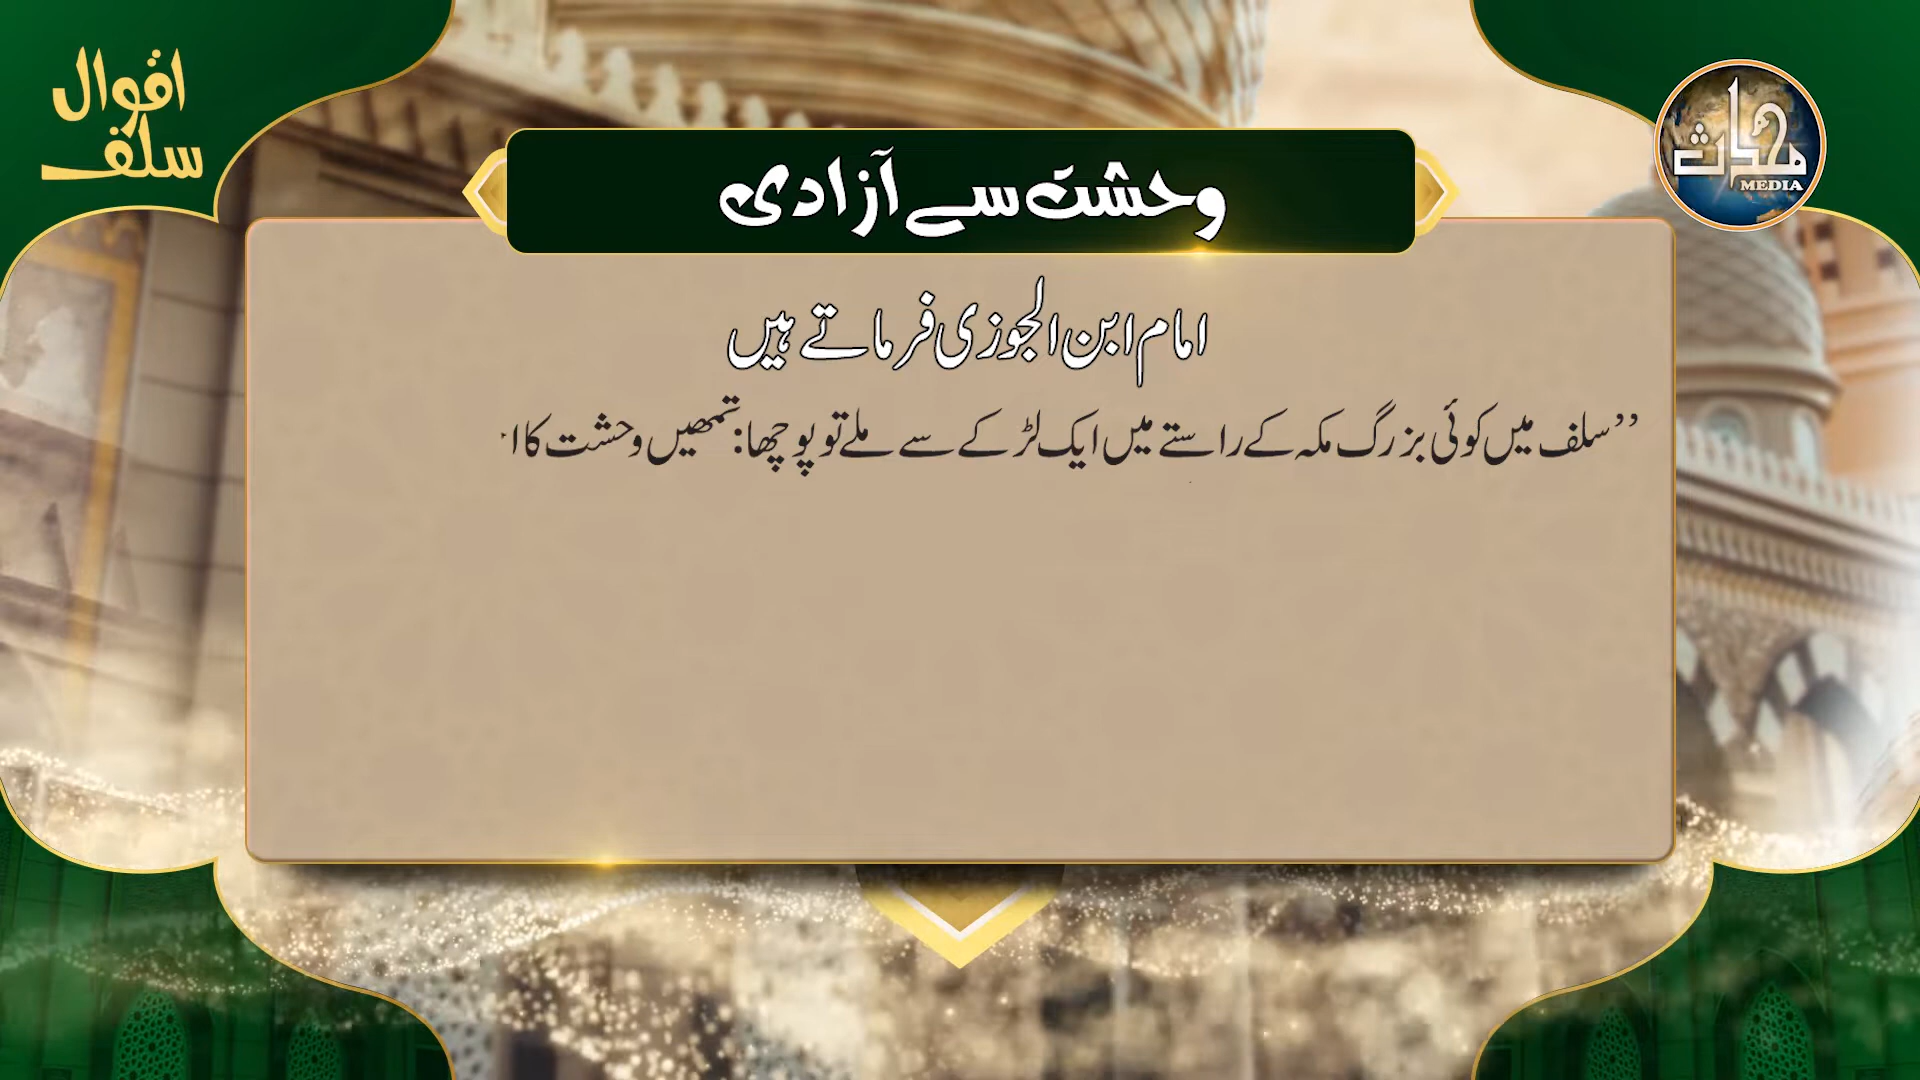 اقوال
سلف
محدث
MEDIA
وحشت سے آزادی
امام ابن الجوزی فرماتے ہیں
’’سلف میں کوئی بزرگ مکہ کے راستے میں ایک لڑکے سے ملے تو پوچھا: تمھیں وحشت کا